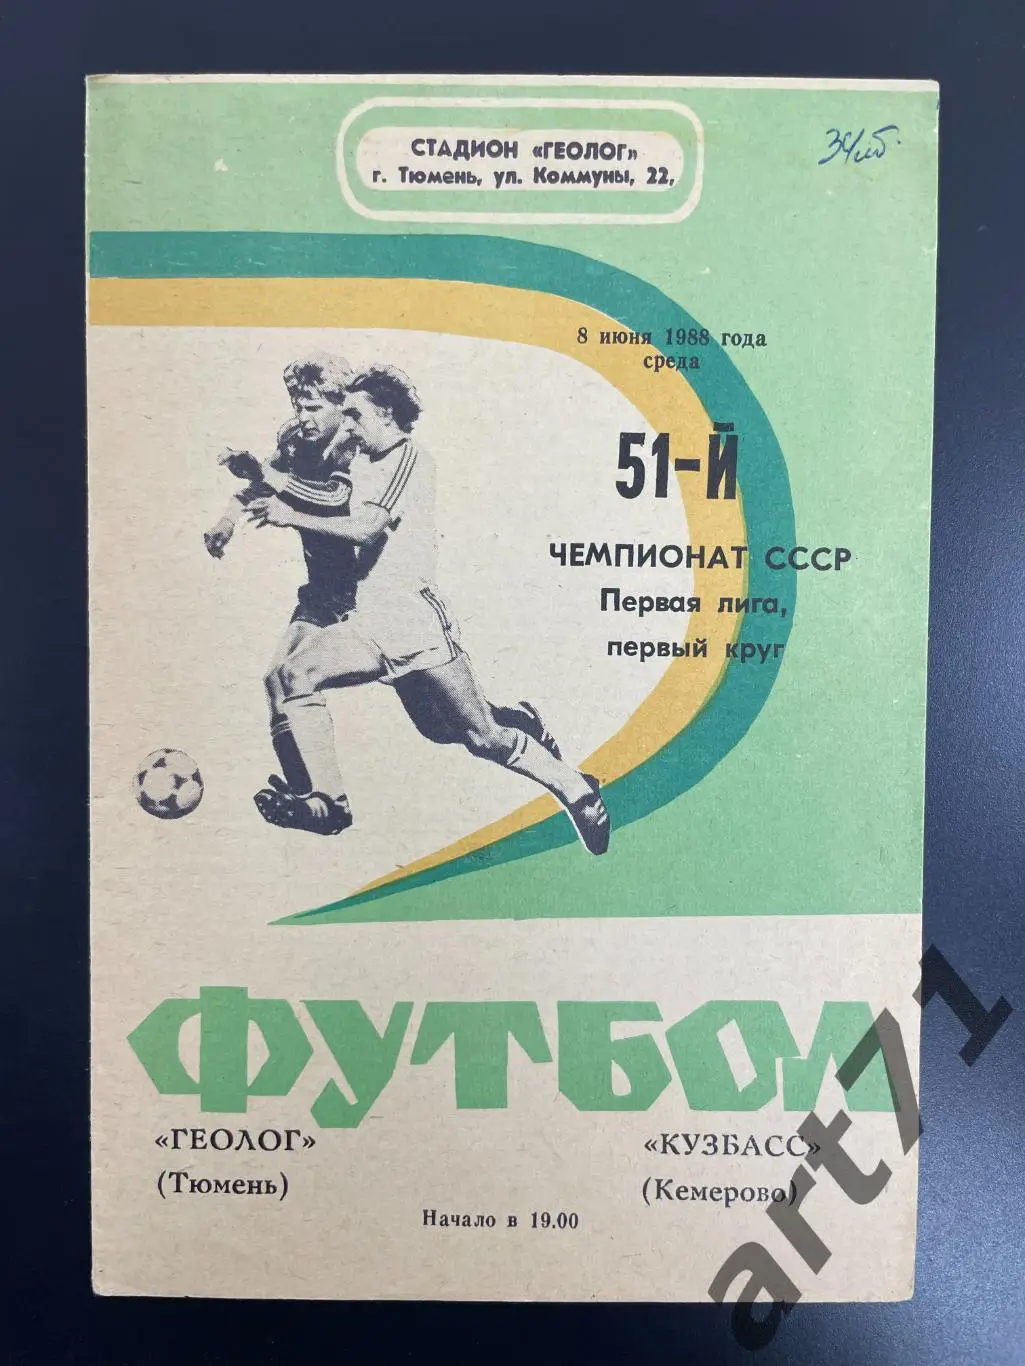 СТАДИОН «ГЕОЛОГ»
г. Тюмень, ул. Коммуны, 22,
8 июня 1988 года
среда
51-Й
ЧЕМПИОНАТ СССР
Первая лига,
первый круг
ФУТБОЛ
«ГЕОЛОГ» «КУЗБАСС»
(Тюмень) (Кемерово)
Начало в 19.00
art71